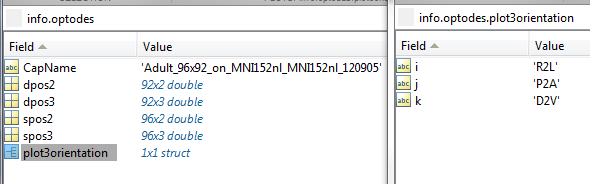 info.optodes
Field Value
CapName 'Adult_96x92_on_MNI152nl_MNI152nl_120905'
dpos2 92x2 double
dpos3 92x3 double
spos2 96x2 double
spos3 96x3 double
plot3orientation 1x1 struct
info.optodes.plot3orientation
Field Value
i 'R2L'
j 'P2A'
k 'D2V'